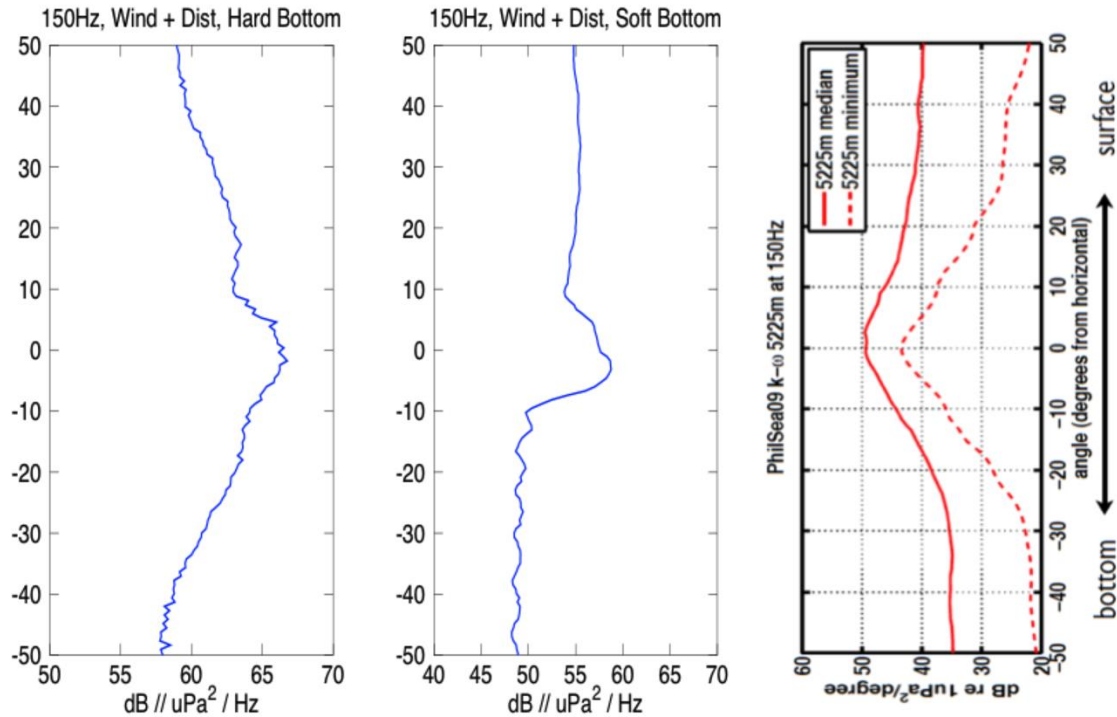 150Hz, Wind + Dist, Hard Bottom
50
40
30
20
10
0
-10
-20
-30
-40
-50
50 55 60 65 70
dB // uPa² / Hz
150Hz, Wind + Dist, Soft Bottom
50
40
30
20
10
0
-10
-20
-30
-40
-50
40 45 50 55 60 65 70
dB // uPa² / Hz
PhilSea09 k-ω 5225m at 150Hz
5225m median
5225m minimum
60 50 40 30 20
dB re 1uPa²/degree
-50 -40 -30 -20 -10 0 10 20 30 40 50
angle (degrees from horizontal)
bottom
surface